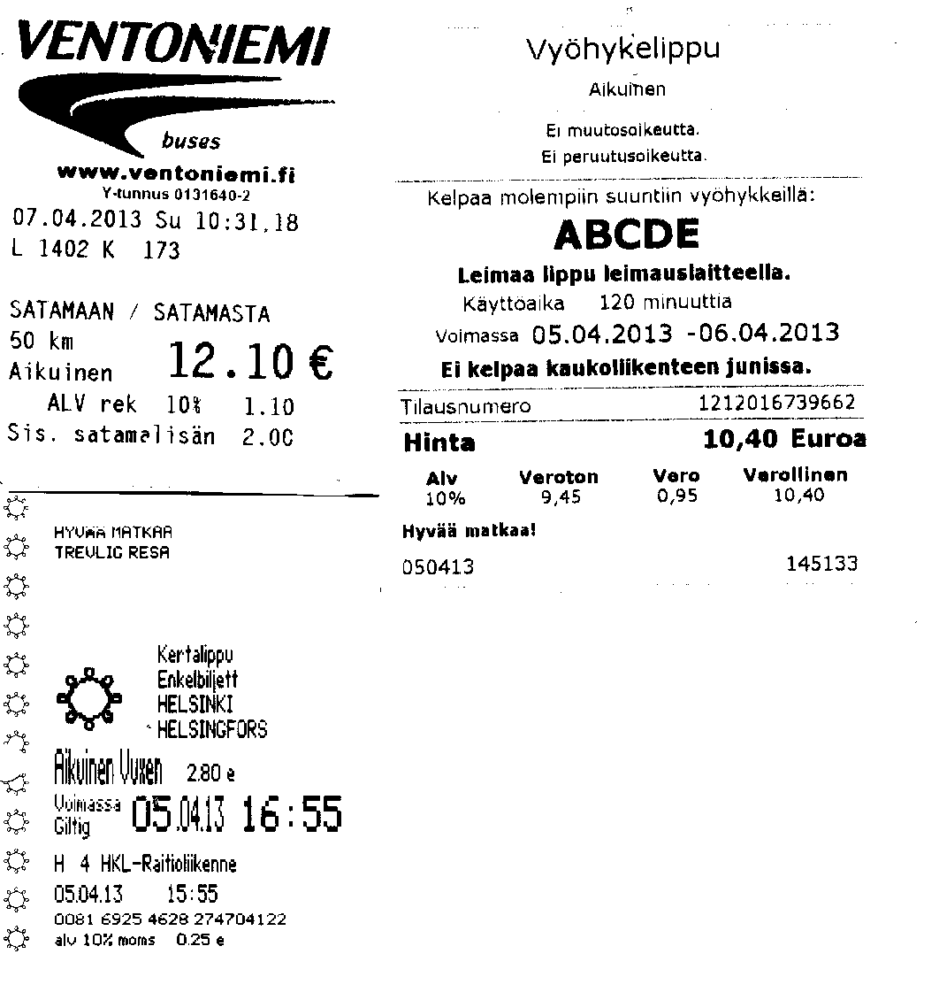 VENTONIEMI
buses
www.ventoniemi.fi
Y-tunnus 0131640-2
07.04.2013 Su 10:31,18
L 1402 K 173
SATAMAAN / SATAMASTA
50 km
Aikuinen 12.10 €
ALV rek 10% 1.10
Sis. satamalisän 2.00
HYVÄÄ MATKAA
TREVLIG RESA
Kertalippu
Enkelbiljett
HELSINKI
HELSINGFORS
Aikuinen Vuxen 2.80 e
Voimassa
Giltig 05.04.13 16:55
H 4 HKL-Raitioliikenne
05.04.13 15:55
0081 6925 4628 274704122
alv 10% moms 0.25 e
Vyöhykelippu
Aikuinen
Ei muutosoikeutta.
Ei peruutusoikeutta.
Kelpaa molempiin suuntiin vyöhykkeillä:
ABCDE
Leimaa lippu leimauslaitteella.
Käyttöaika 120 minuuttia
Voimassa 05.04.2013 -06.04.2013
Ei kelpaa kaukoliikenteen junissa.
Tilausnumero 1212016739662
Hinta 10,40 Euroa
Alv Veroton Vero Verollinen
10% 9,45 0,95 10,40
Hyvää matkaa!
050413 145133